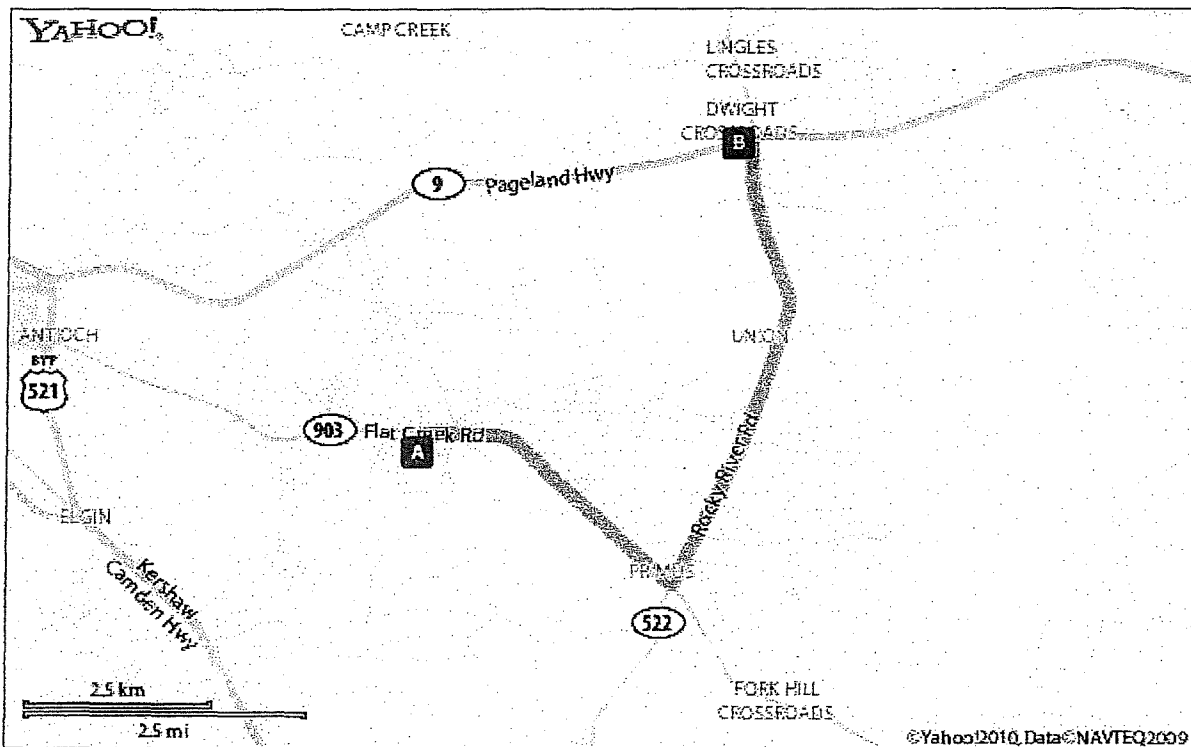 YAHOO!
CAMP CREEK
LINGLES
CROSSROADS
DWIGHT
CROSSROADS
B
9
Pageland Hwy
ANTIOCH
BYP
521
UNION
903
Flat Creek Rd
A
Rocky River Rd
ELGIN
PRIMUS
Kershaw
Camden Hwy
522
2.5 km
2.5 mi
FORK HILL
CROSSROADS
©Yahoo!2010, Data©NAVTEQ2009